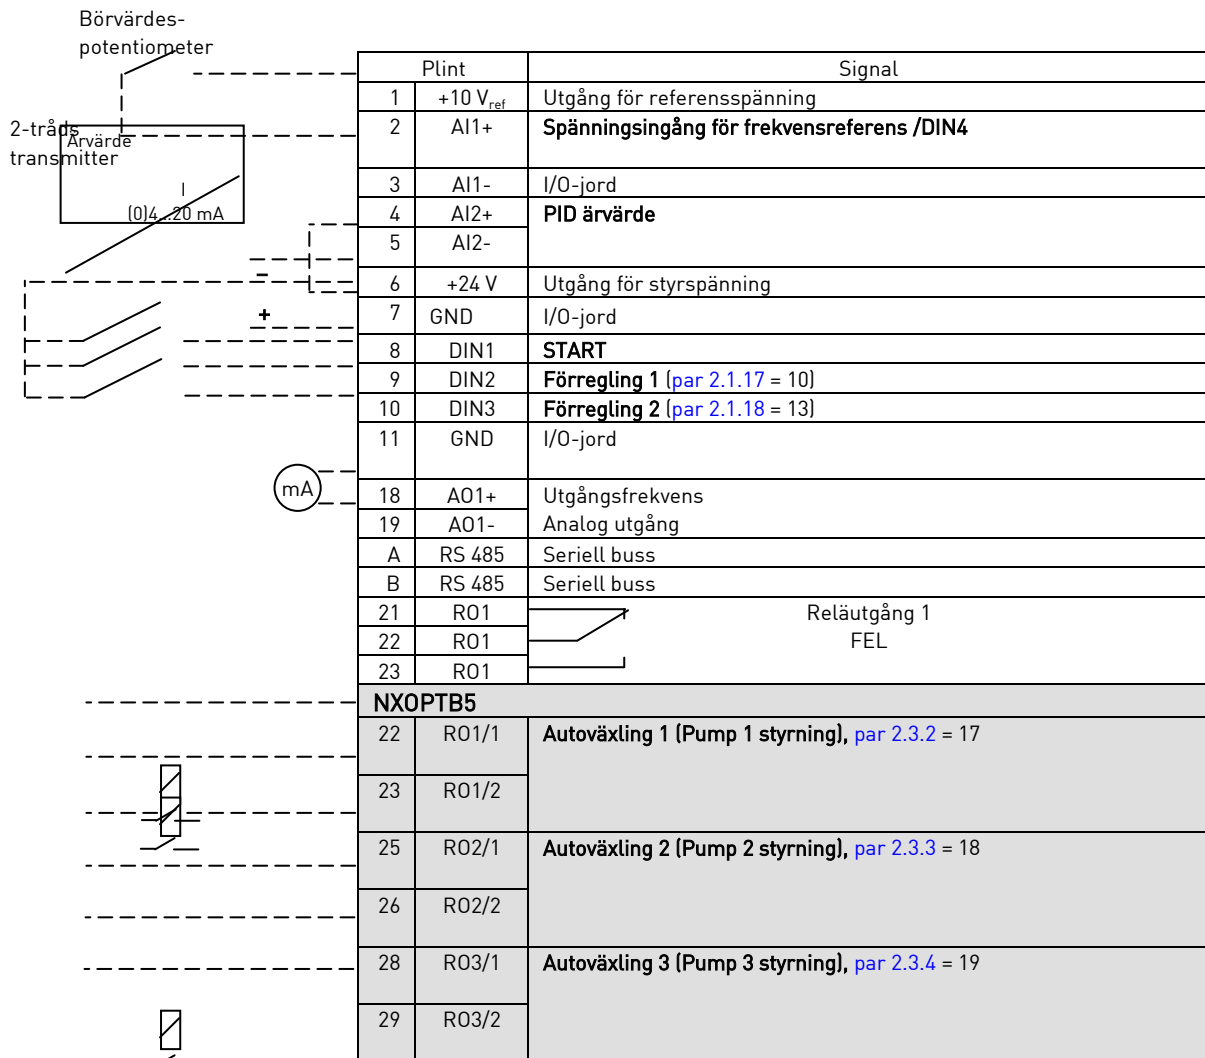 Börvärdes-
potentiometer
2-tråds
transmitter
Ärvärde
I
(0)4...20 mA
–
+
mA
Plint Signal
1 +10 Vref Utgång för referensspänning
2 AI1+ Spänningsingång för frekvensreferens /DIN4
3 AI1- I/O-jord
4 AI2+ PID ärvärde
5 AI2-
6 +24 V Utgång för styrspänning
7 GND I/O-jord
8 DIN1 START
9 DIN2 Förregling 1 (par 2.1.17 = 10)
10 DIN3 Förregling 2 (par 2.1.18 = 13)
11 GND I/O-jord
18 AO1+ Utgångsfrekvens
19 AO1- Analog utgång
A RS 485 Seriell buss
B RS 485 Seriell buss
21 RO1 Reläutgång 1
22 RO1 FEL
23 RO1
NXOPTB5
22 RO1/1 Autoväxling 1 (Pump 1 styrning), par 2.3.2 = 17
23 RO1/2
25 RO2/1 Autoväxling 2 (Pump 2 styrning), par 2.3.3 = 18
26 RO2/2
28 RO3/1 Autoväxling 3 (Pump 3 styrning), par 2.3.4 = 19
29 RO3/2